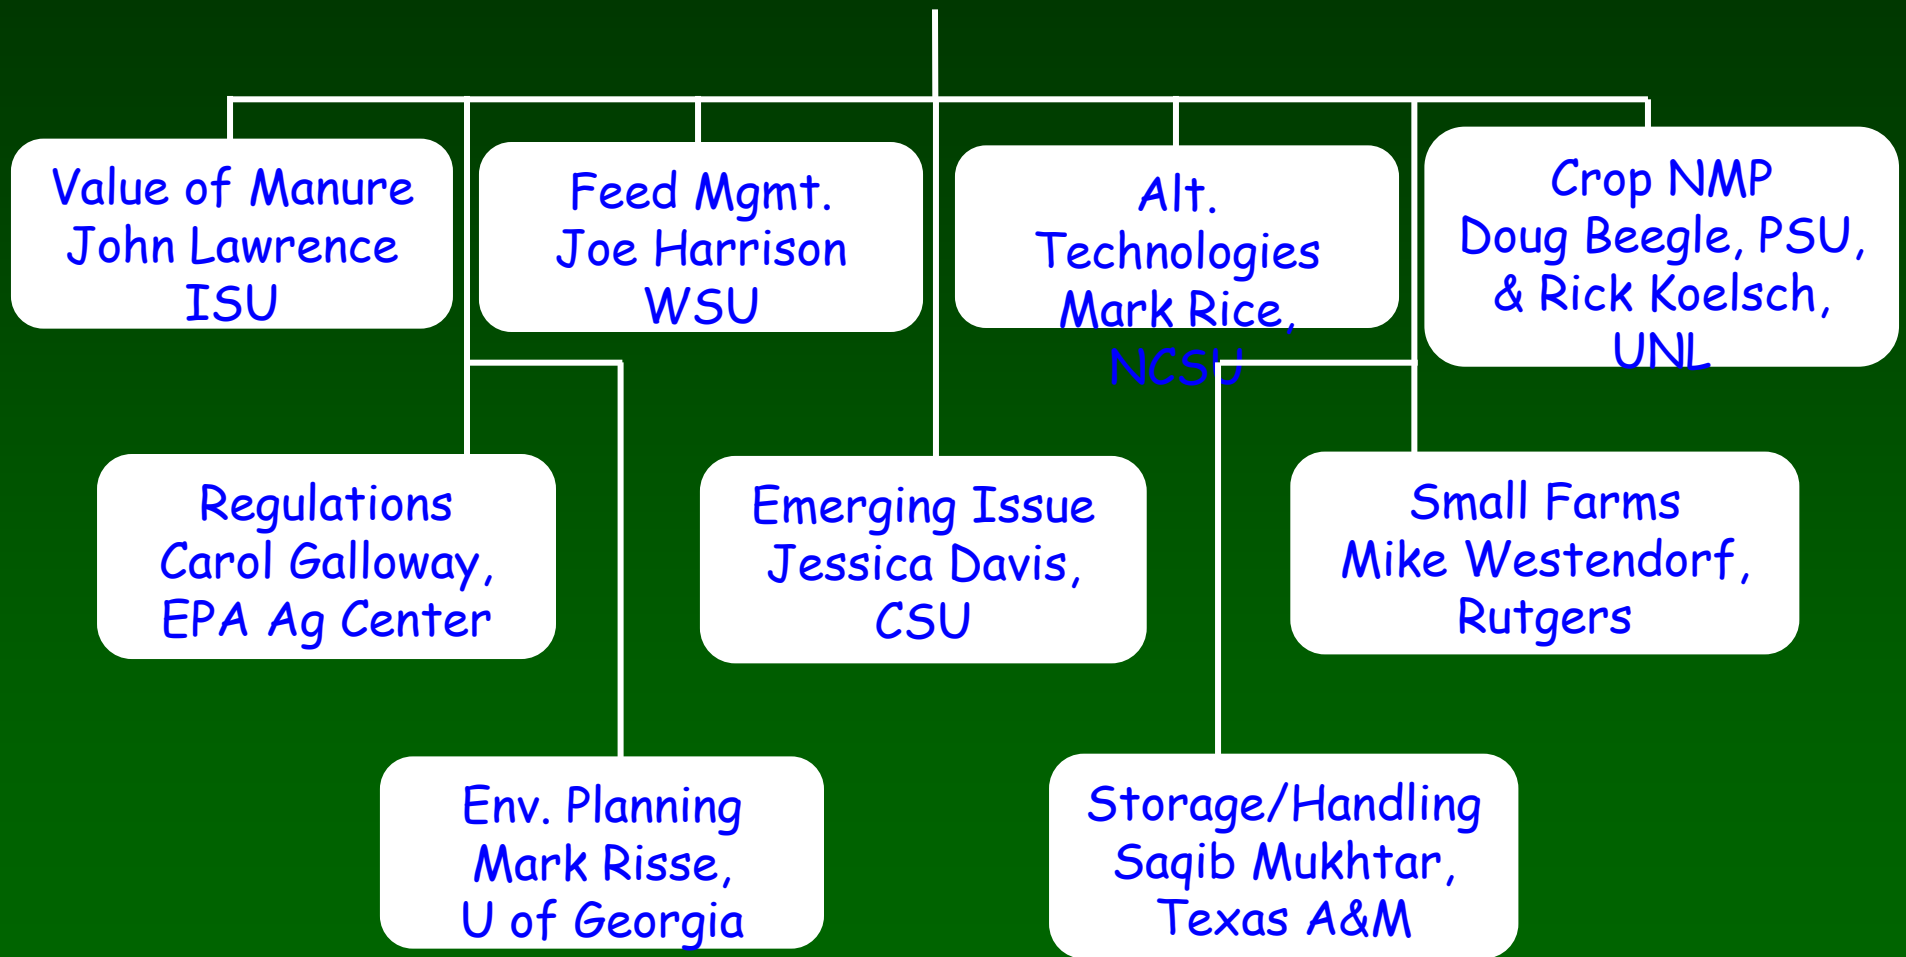 Value of Manure
John Lawrence
ISU
Feed Mgmt.
Joe Harrison
WSU
Alt.
Technologies
Mark Rice,
NCSU
Crop NMP
Doug Beegle, PSU,
& Rick Koelsch,
UNL
Regulations
Carol Galloway,
EPA Ag Center
Emerging Issue
Jessica Davis,
CSU
Small Farms
Mike Westendorf,
Rutgers
Env. Planning
Mark Risse,
U of Georgia
Storage/Handling
Saqib Mukhtar,
Texas A&M